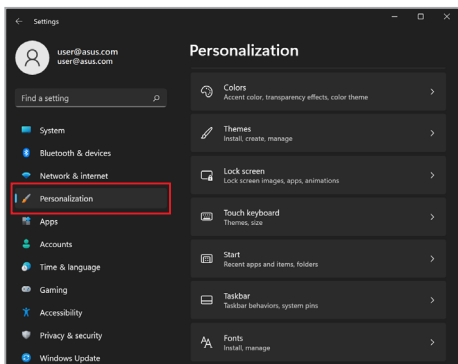 Settings
user@asus.com
user@asus.com
Find a setting
System
Bluetooth & devices
Network & internet
Personalization
Apps
Accounts
Time & language
Gaming
Accessibility
Privacy & security
Windows Update
Personalization
Colors
Accent color, transparency effects, color theme
Themes
Install, create, manage
Lock screen
Lock screen images, apps, animations
Touch keyboard
Themes, size
Start
Recent apps and items, folders
Taskbar
Taskbar behaviors, system pins
Fonts
Install, manage